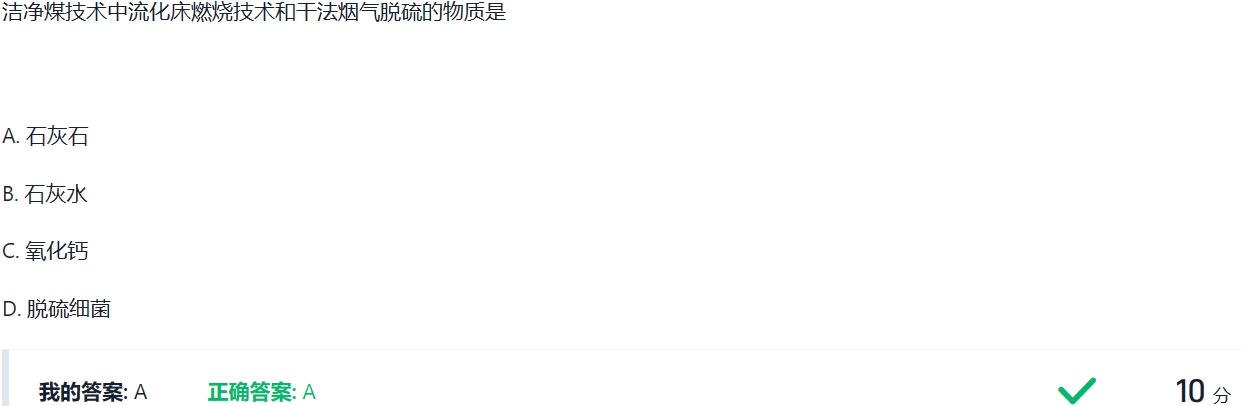 洁净煤技术中流化床燃烧技术和干法烟气脱硫的物质是
A. 石灰石
B. 石灰水
C. 氧化钙
D. 脱硫细菌
我的答案: A 正确答案: A 10 分